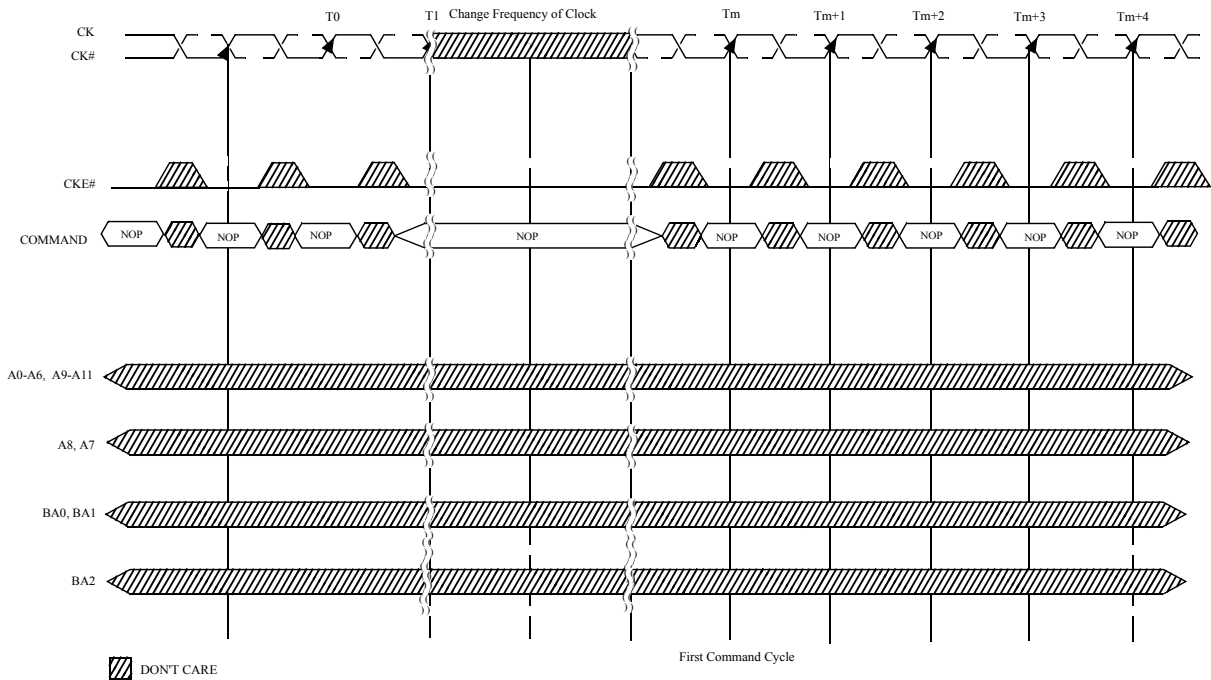 T0 T1 Change Frequency of Clock Tm Tm+1 Tm+2 Tm+3 Tm+4
CK
CK#
CKE#
COMMAND NOP NOP NOP NOP NOP NOP NOP NOP NOP
A0-A6, A9-A11
A8, A7
BA0, BA1
BA2
First Command Cycle
DON'T CARE